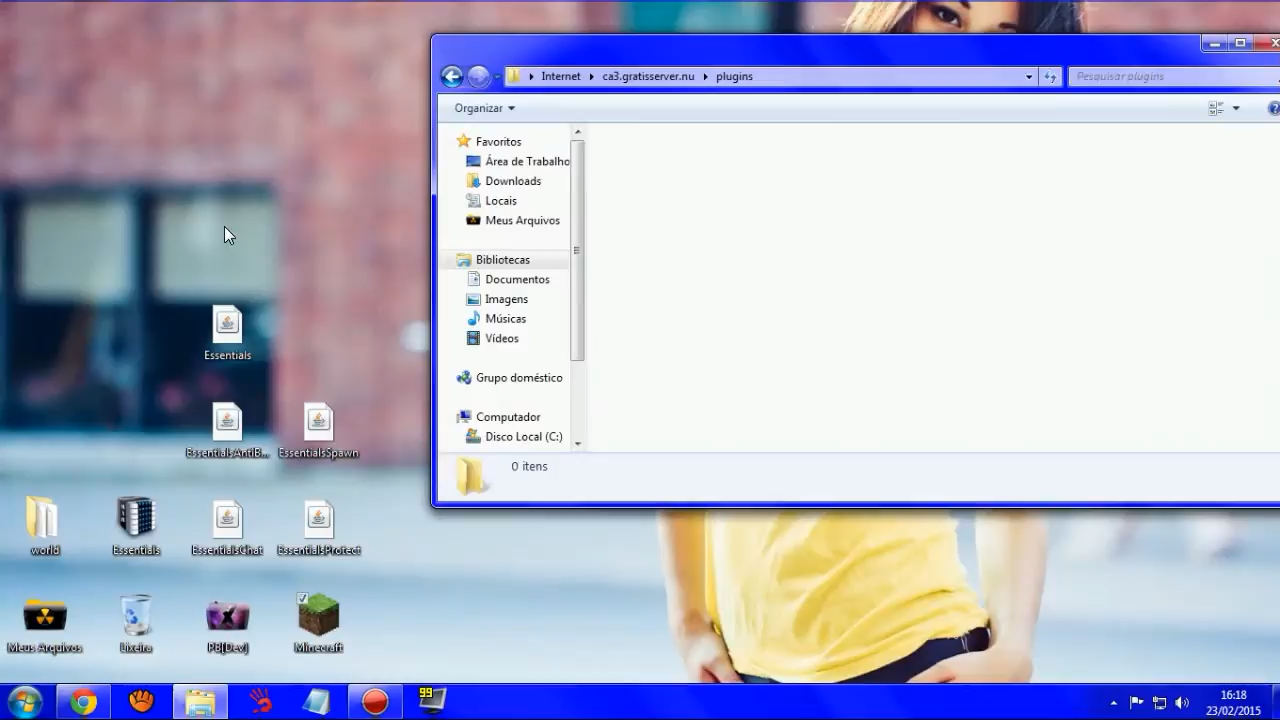 Internet ca3.gratisserver.nu plugins
Pesquisar plugins
Organizar
Favoritos
Área de Trabalho
Downloads
Locais
Meus Arquivos
Bibliotecas
Documentos
Imagens
Músicas
Vídeos
Grupo doméstico
Computador
Disco Local (C:)
0 itens
Essentials
EssentialsAntiB... EssentialsSpawn
world Essentials EssentialsChat EssentialsProtect
Meus Arquivos Lixeira PB[Dev] Minecraft
99
16:18
23/02/2015